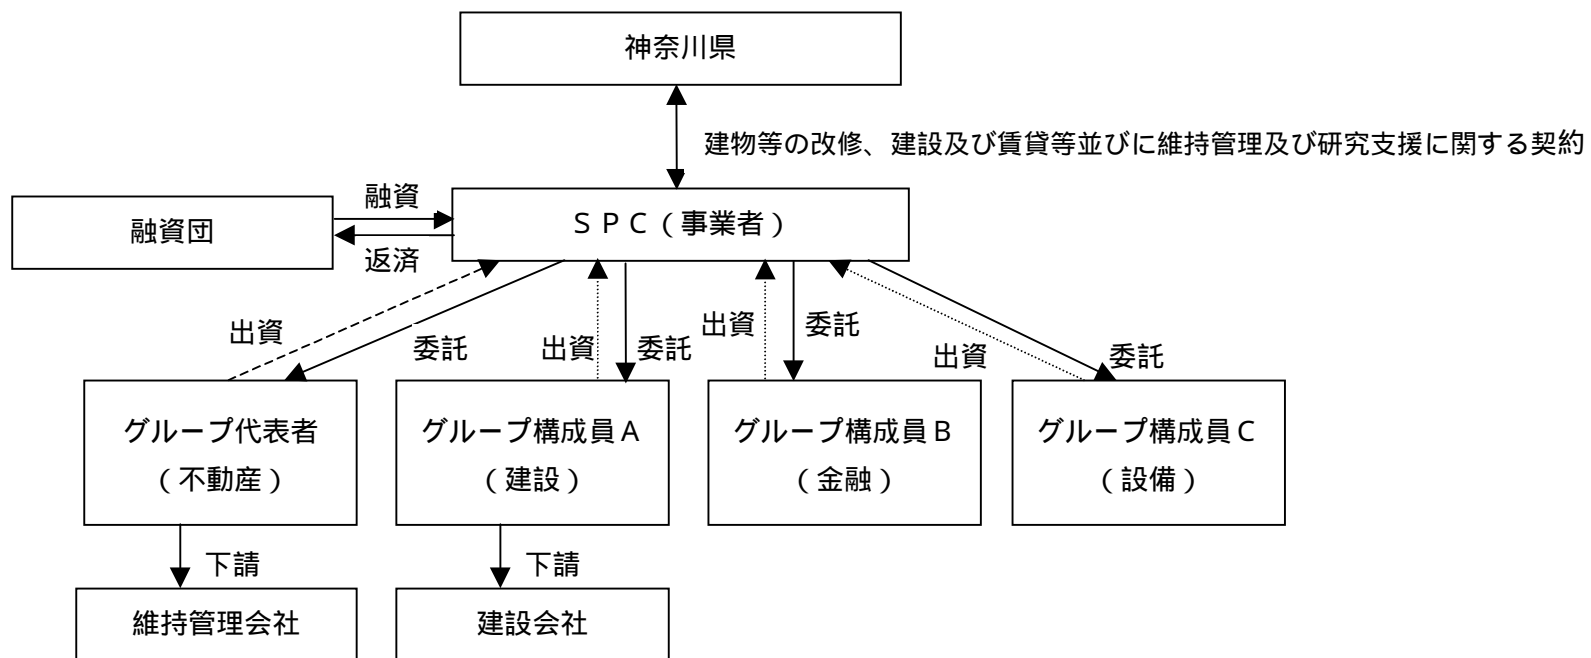 神奈川県
建物等の改修、建設及び賃貸等並びに維持管理及び研究支援に関する契約
融資団
融資
返済
ＳＰＣ（事業者）
出資
委託
出資
委託
出資
委託
出資
委託
グループ代表者
（不動産）
グループ構成員Ａ
（建設）
グループ構成員Ｂ
（金融）
グループ構成員Ｃ
（設備）
下請
下請
維持管理会社
建設会社